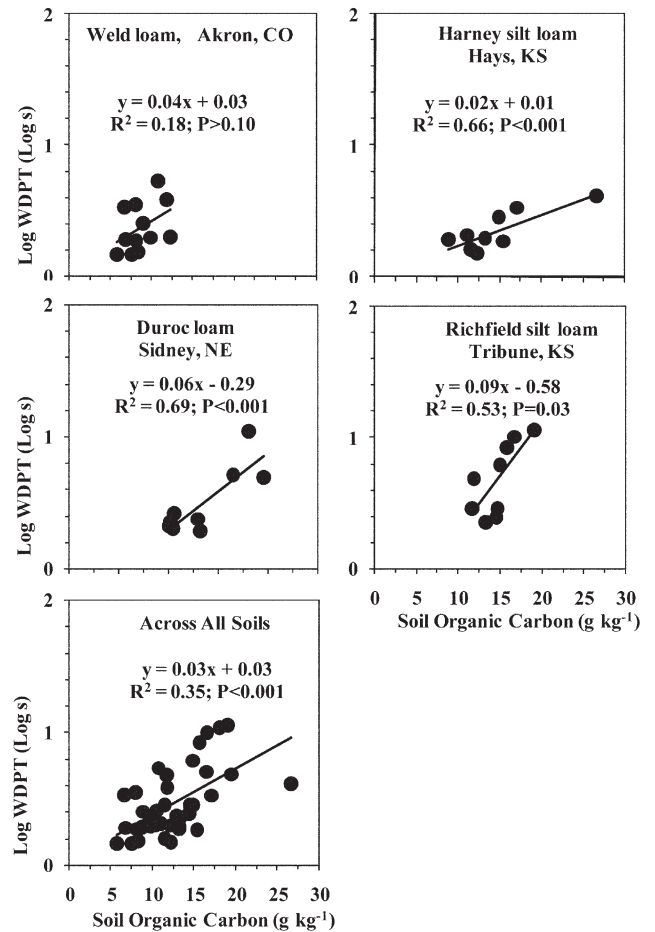 Weld loam, Akron, CO
y = 0.04x + 0.03
R² = 0.18; P>0.10
2
1
0
Log WDPT (Log s)
Harney silt loam
Hays, KS
y = 0.02x + 0.01
R² = 0.66; P<0.001
2
1
0
Duroc loam
Sidney, NE
y = 0.06x - 0.29
R² = 0.69; P<0.001
2
1
0
Log WDPT (Log s)
Richfield silt loam
Tribune, KS
y = 0.09x - 0.58
R² = 0.53; P=0.03
2
1
0
0 5 10 15 20 25 30
Soil Organic Carbon (g kg⁻¹)
Across All Soils
y = 0.03x + 0.03
R² = 0.35; P<0.001
2
1
0
Log WDPT (Log s)
0 5 10 15 20 25 30
Soil Organic Carbon (g kg⁻¹)